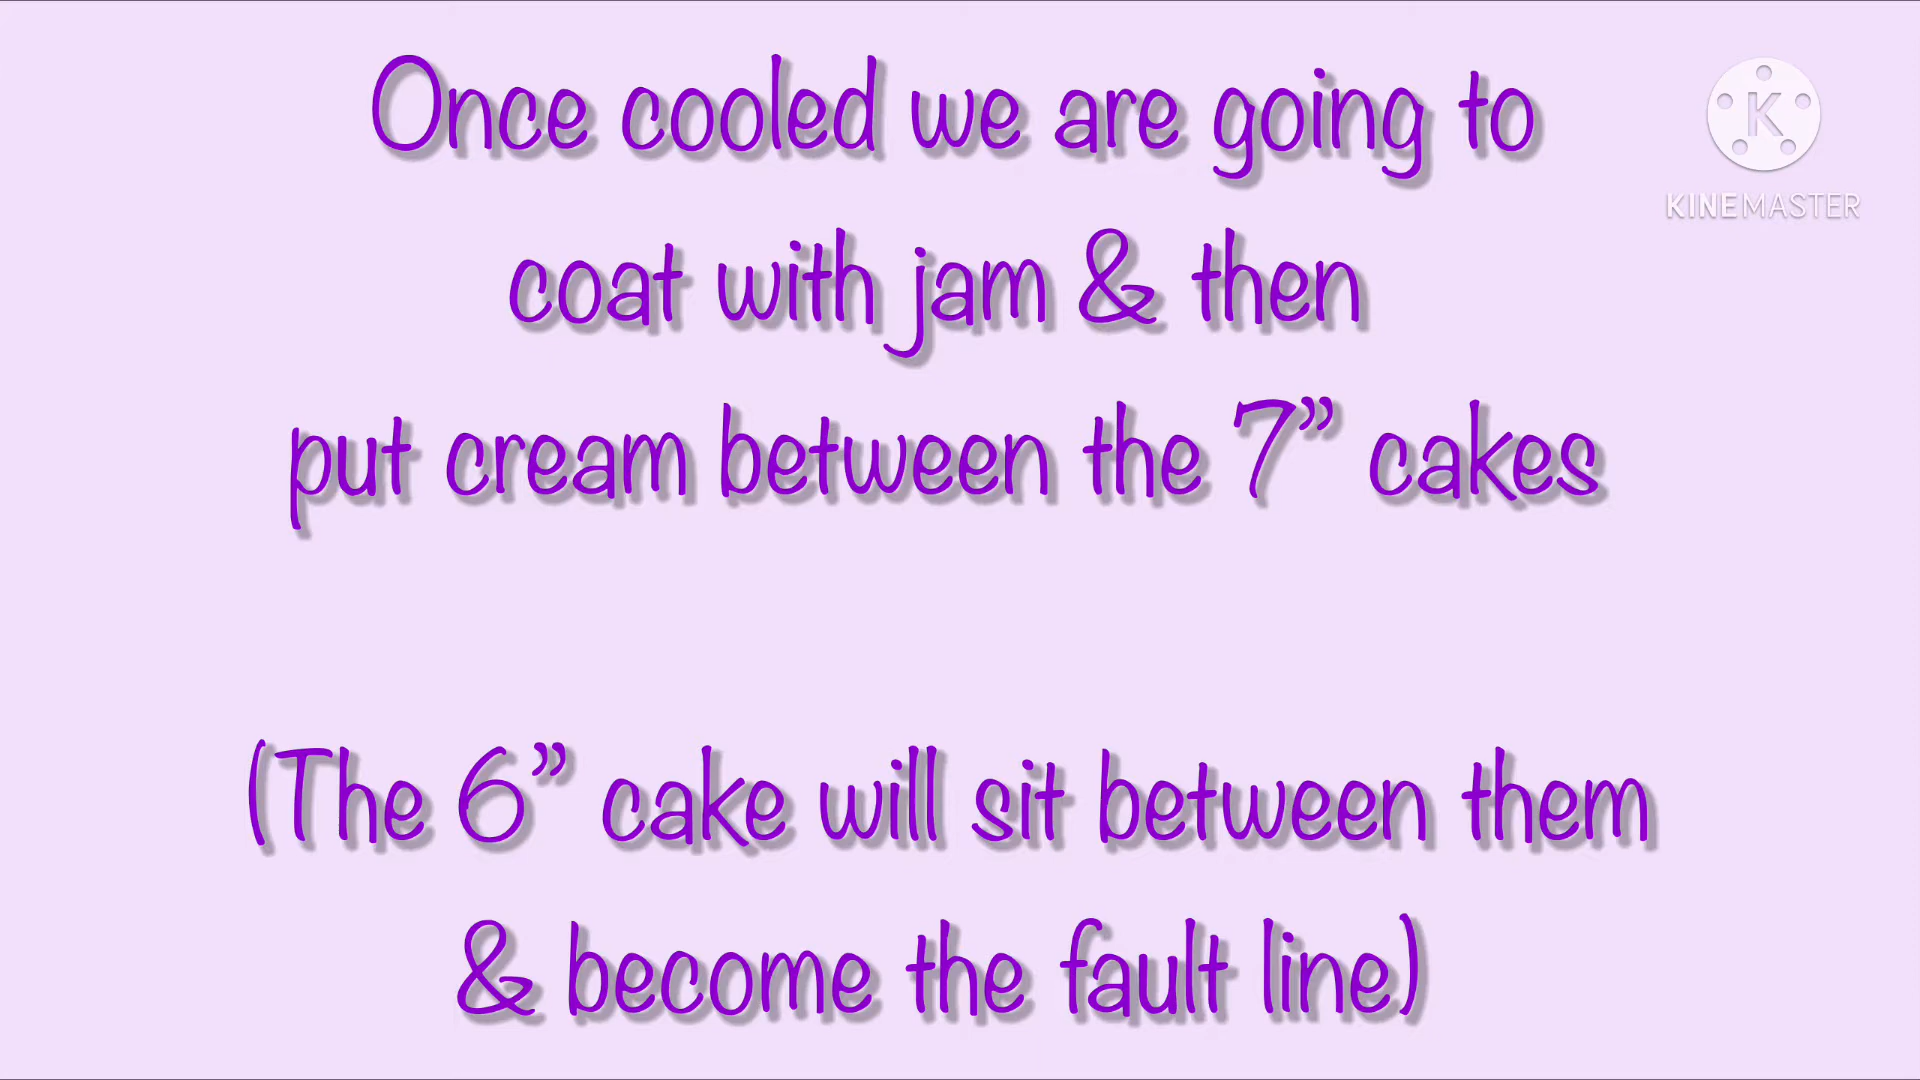 Once cooled we are going to
coat with jam & then
put cream between the 7” cakes
(The 6” cake will sit between them
& become the fault line)
K
KINEMASTER